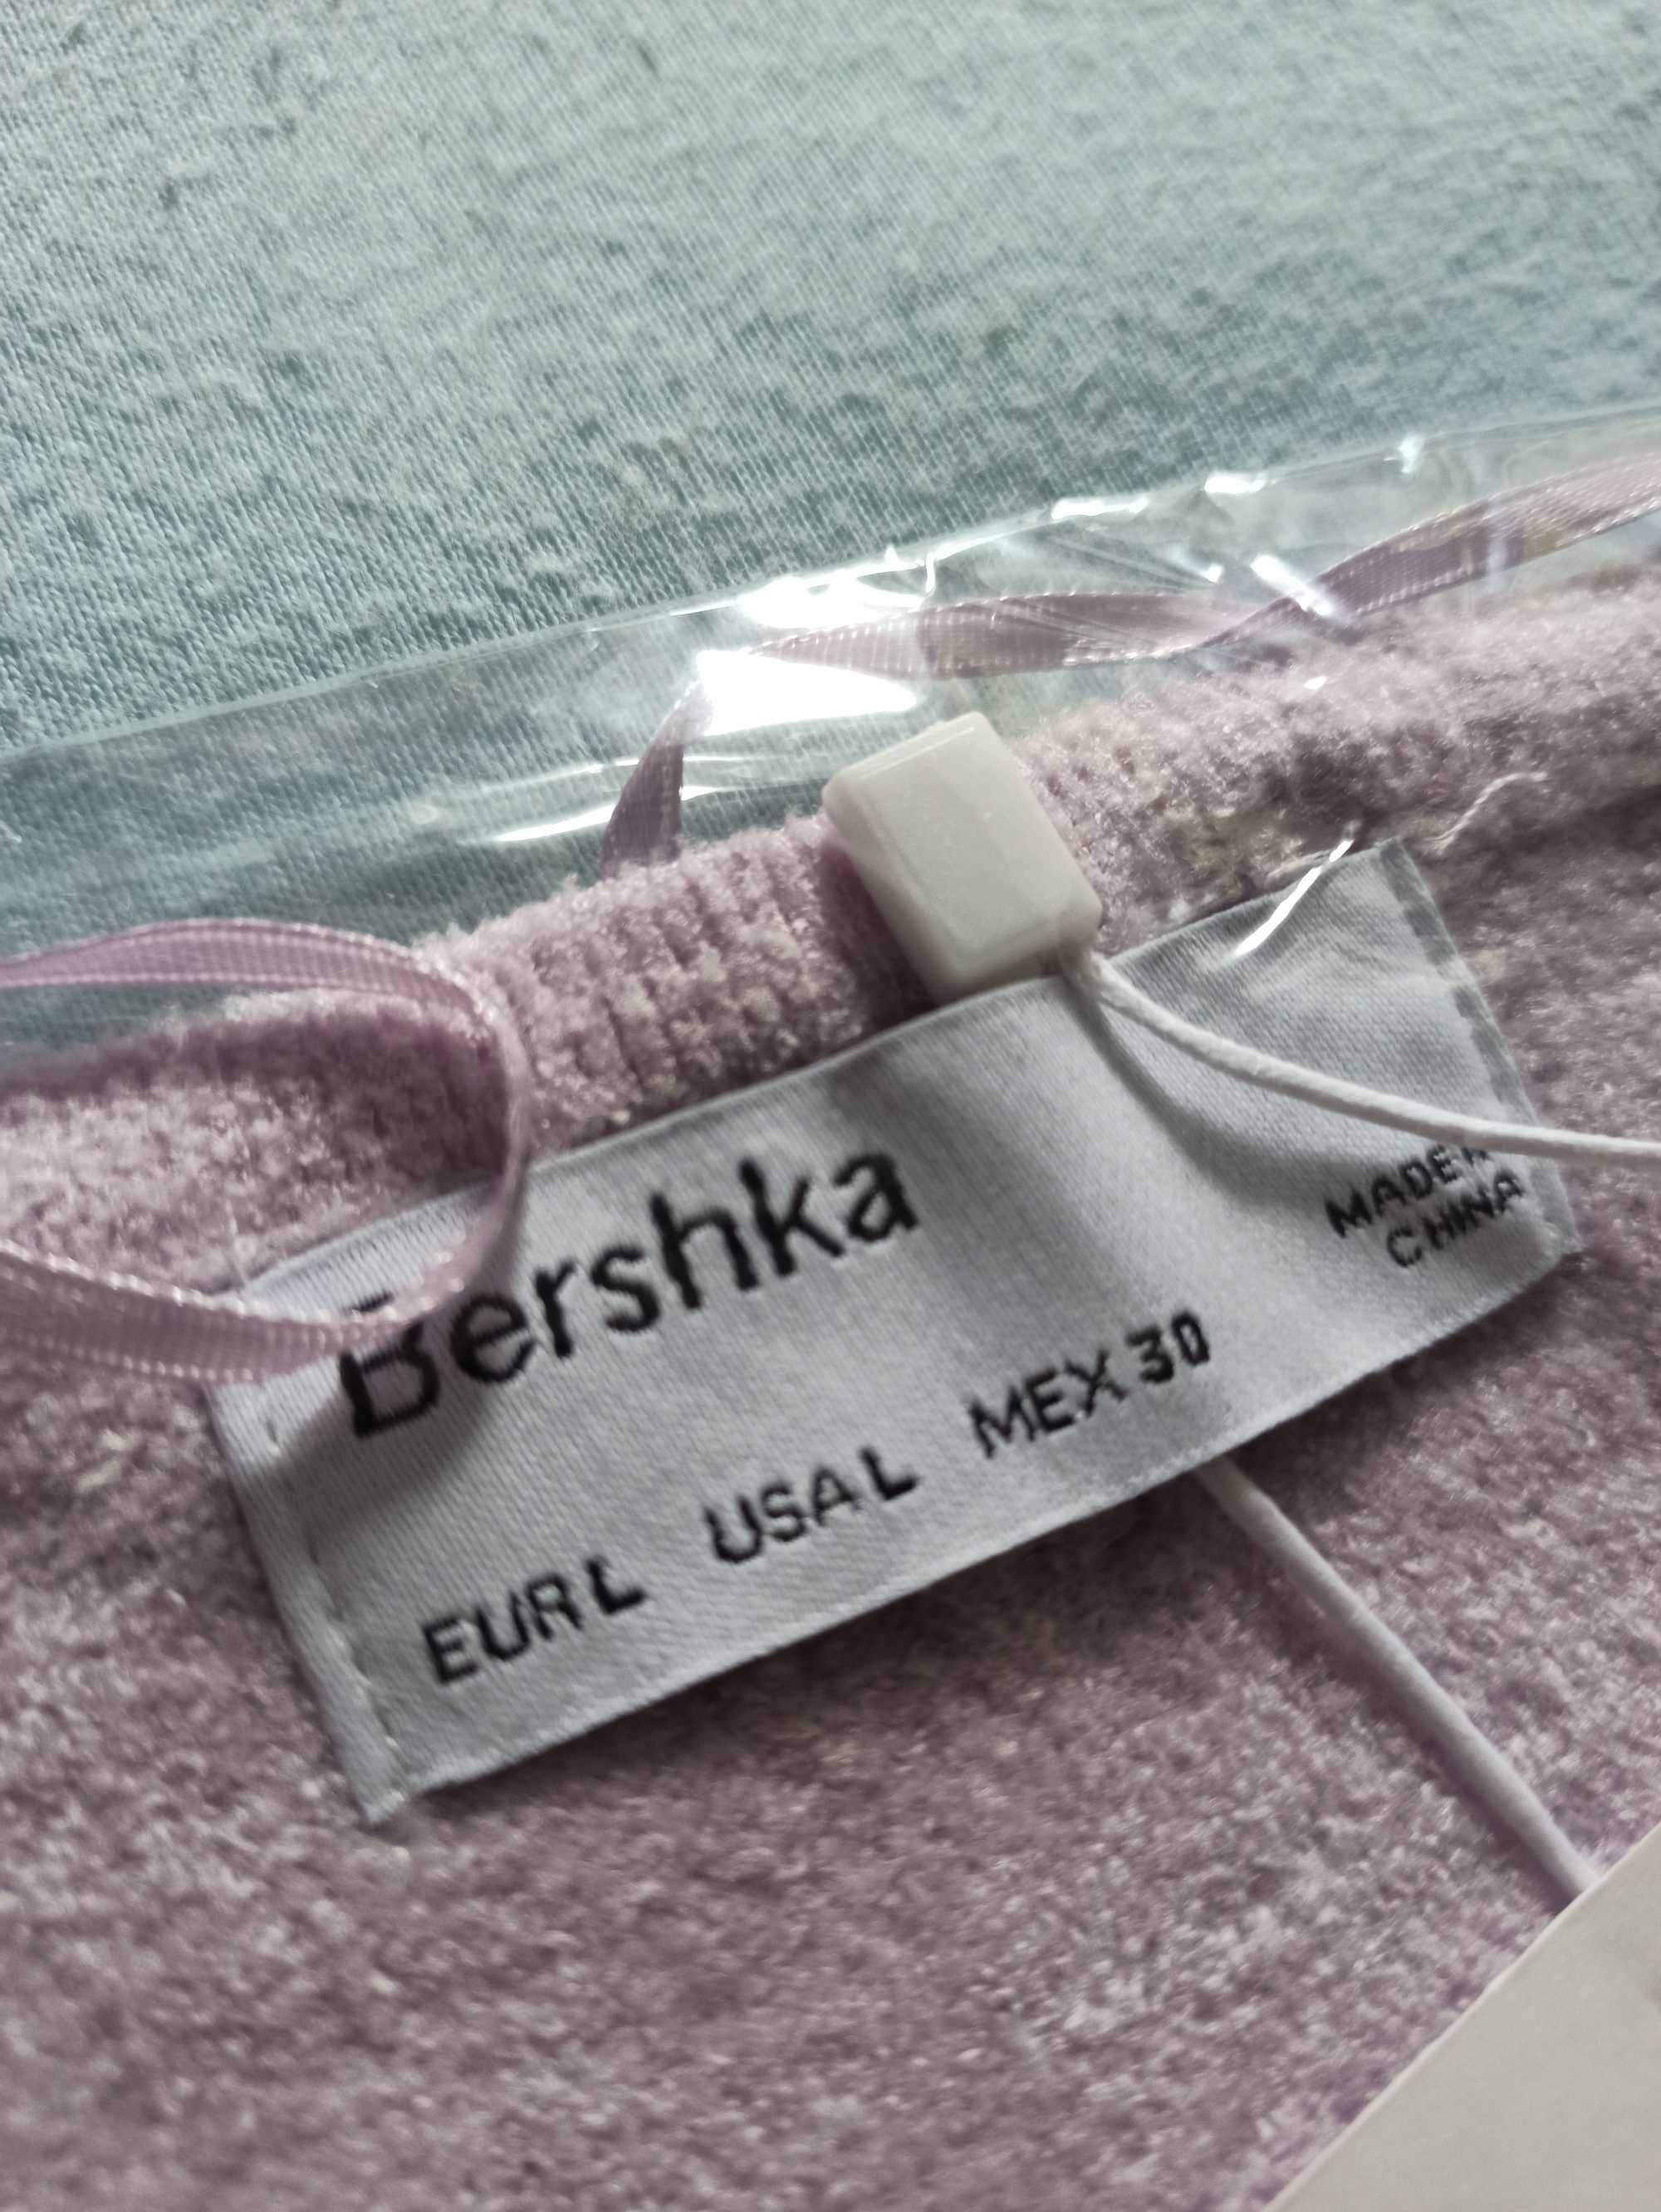 Bershka
MADE IN
CHINA
EUR L USA L MEX 30